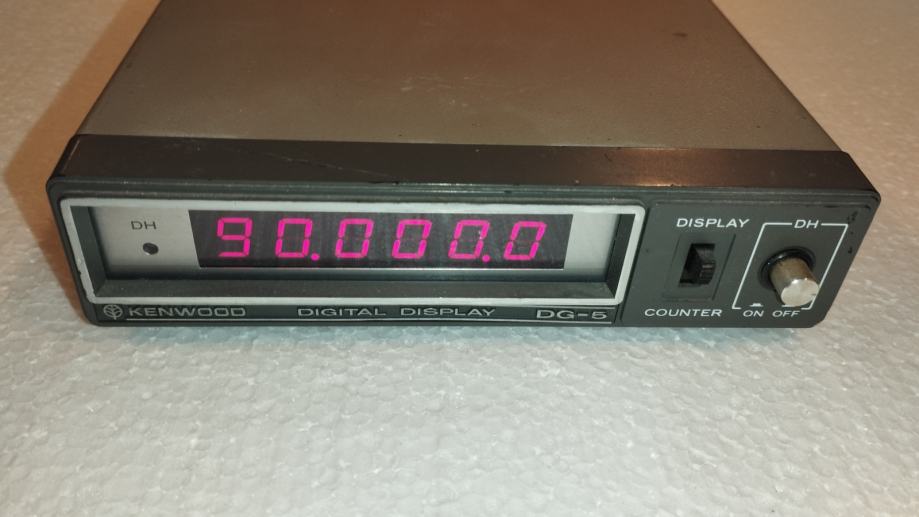 DH
90.000.0
KENWOOD DIGITAL DISPLAY DG-5
DISPLAY
COUNTER
DH
ON OFF